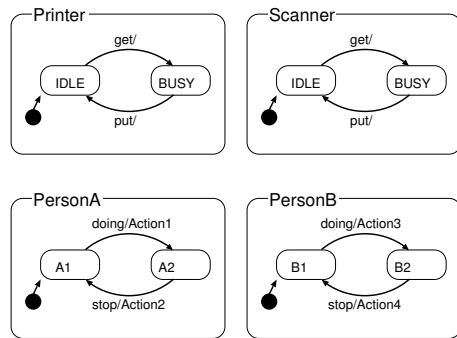 Printer
get/
IDLE
BUSY
put/
Scanner
get/
IDLE
BUSY
put/
PersonA
doing/Action1
A1
A2
stop/Action2
PersonB
doing/Action3
B1
B2
stop/Action4